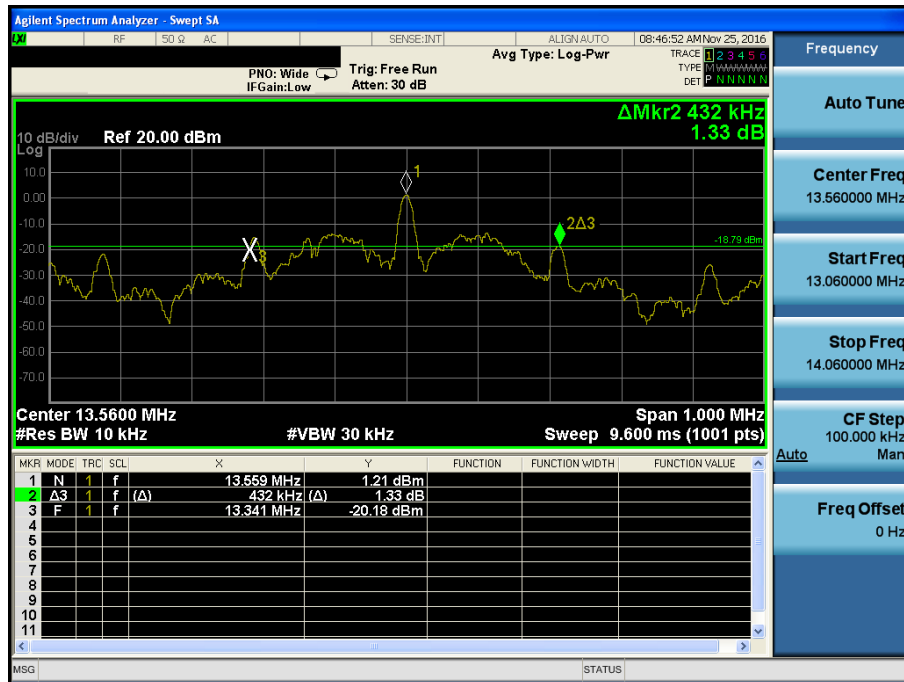 Agilent Spectrum Analyzer - Swept SA
LXI RF 50 Ω AC SENSE:INT ALIGN AUTO 08:46:52 AM Nov 25, 2016
Avg Type: Log-Pwr TRACE 1 2 3 4 5 6
PNO: Wide Trig: Free Run TYPE M W W W W W
IFGain:Low Atten: 30 dB DET P N N N N N
ΔMkr2 432 kHz
1.33 dB
10 dB/div Ref 20.00 dBm
Log
10.0
0.00
-10.0
-20.0
-30.0
-40.0
-50.0
-60.0
-70.0
1
2Δ3
3
-18.79 dBm
Center 13.5600 MHz Span 1.000 MHz
#Res BW 10 kHz #VBW 30 kHz Sweep 9.600 ms (1001 pts)
MKR MODE TRC SCL X Y FUNCTION FUNCTION WIDTH FUNCTION VALUE
1 N 1 f 13.559 MHz 1.21 dBm
2 Δ3 1 f (Δ) 432 kHz (Δ) 1.33 dB
3 F 1 f 13.341 MHz -20.18 dBm
4
5
6
7
8
9
10
11
MSG STATUS
Frequency
Auto Tune
Center Freq
13.560000 MHz
Start Freq
13.060000 MHz
Stop Freq
14.060000 MHz
CF Step
100.000 kHz
Auto Man
Freq Offset
0 Hz